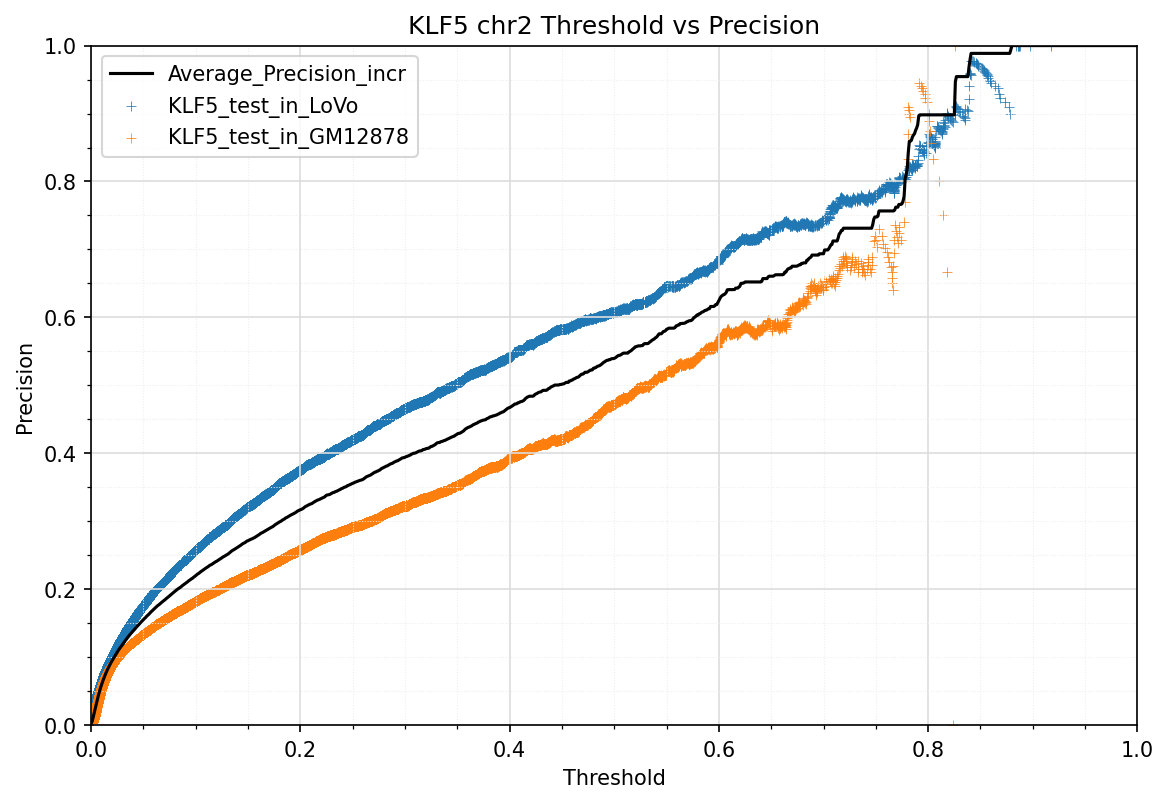 KLF5 chr2 Threshold vs Precision
Average_Precision_incr
KLF5_test_in_LoVo
KLF5_test_in_GM12878
1.0
0.8
0.6
0.4
0.2
0.0
Precision
0.0 0.2 0.4 0.6 0.8 1.0
Threshold